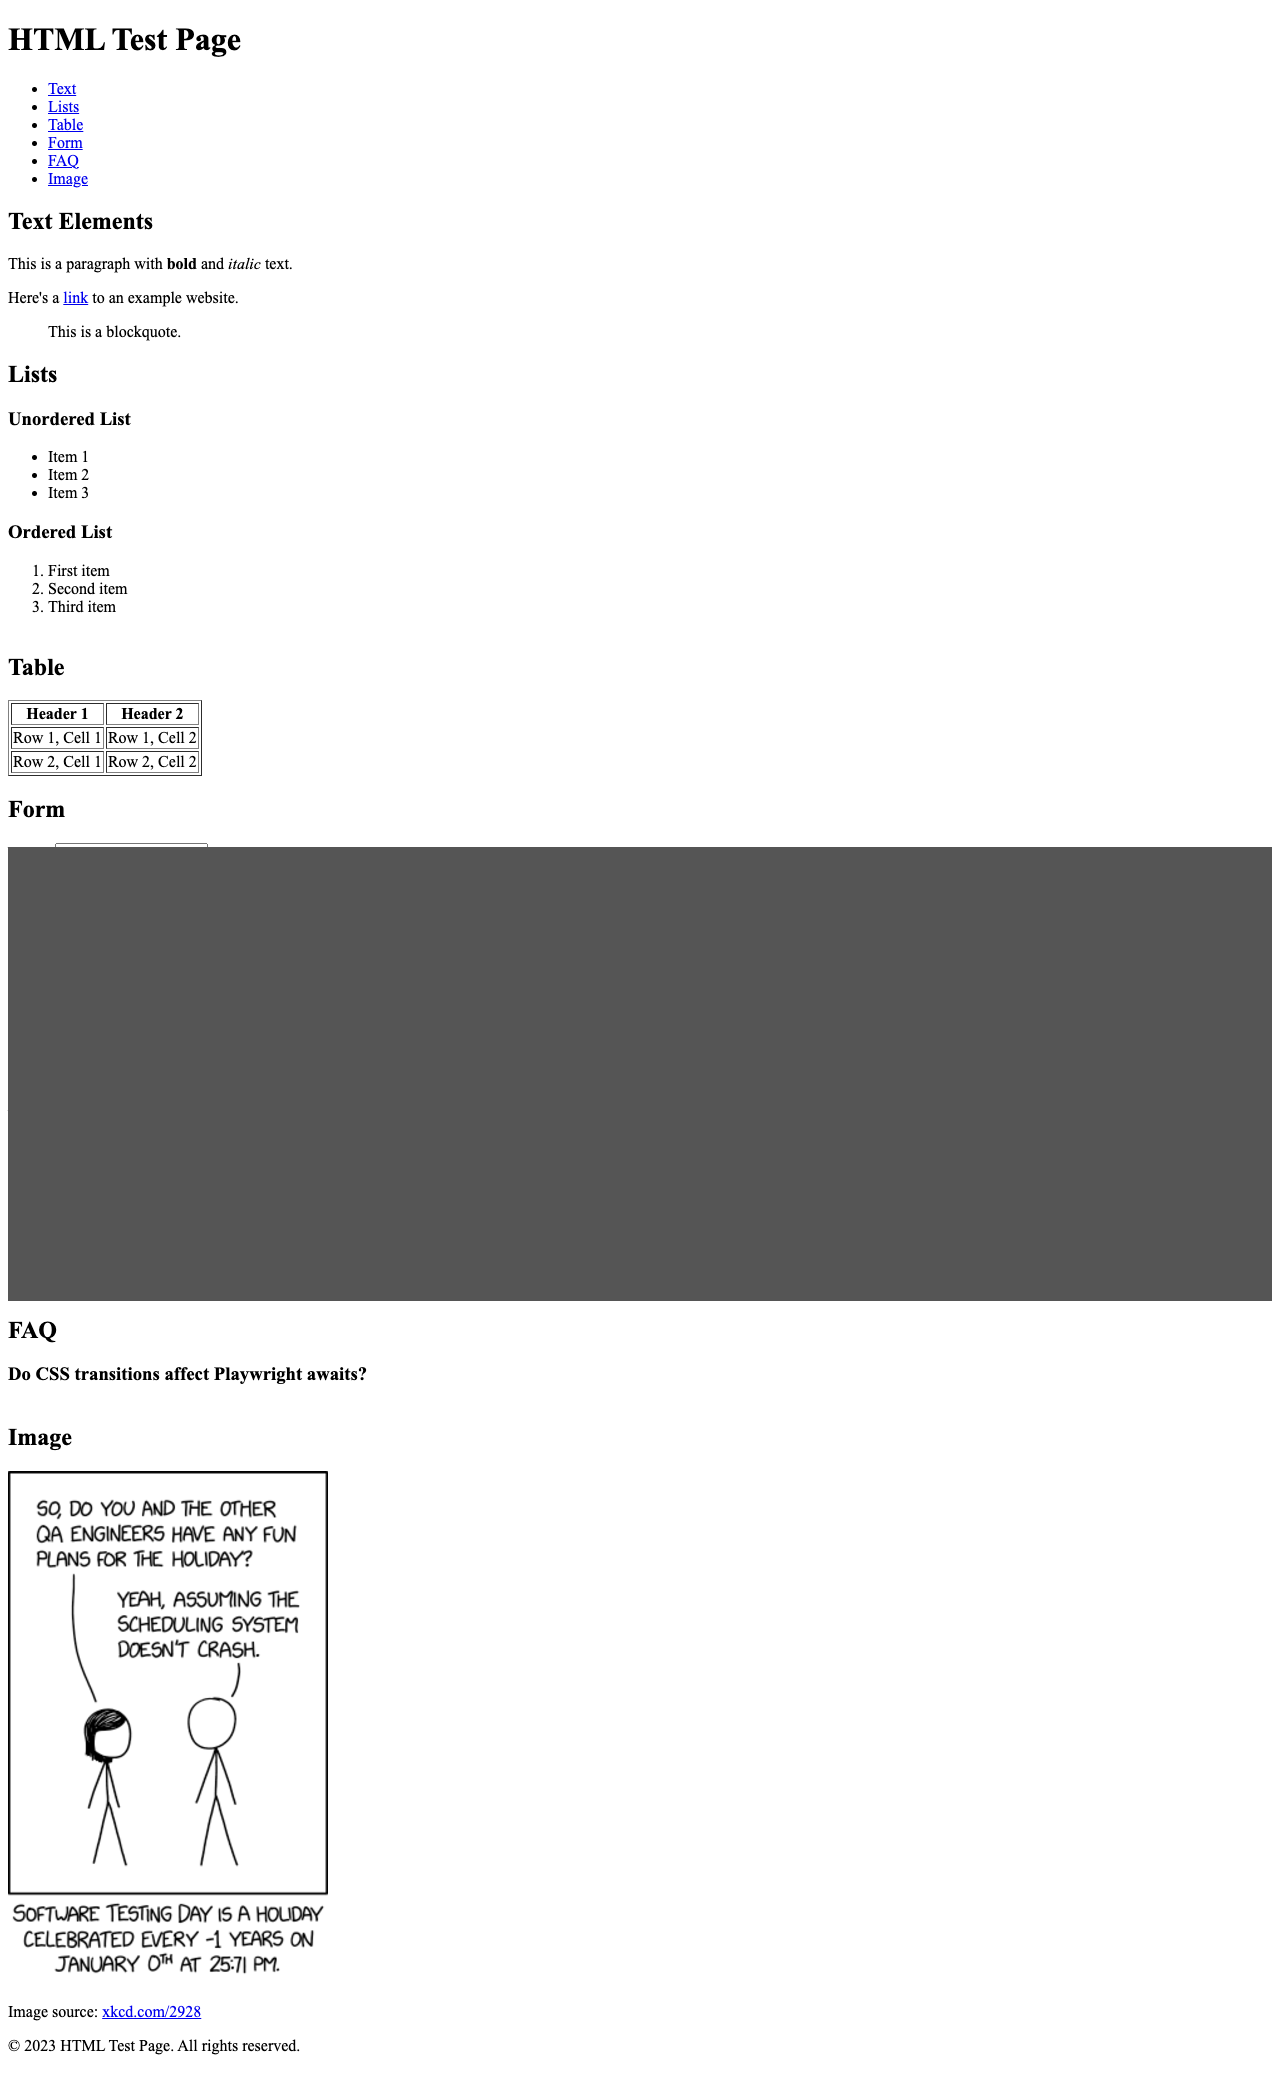 HTML Test Page
Text
Lists
Table
Form
FAQ
Image
Text Elements
This is a paragraph with bold and italic text.
Here's a link to an example website.
This is a blockquote.
Lists
Unordered List
Item 1
Item 2
Item 3
Ordered List
1. First item
2. Second item
3. Third item
Table
Header 1 Header 2
Row 1, Cell 1 Row 1, Cell 2
Row 2, Cell 1 Row 2, Cell 2
Form
FAQ
Do CSS transitions affect Playwright awaits?
Image
SO, DO YOU AND THE OTHER
QA ENGINEERS HAVE ANY FUN
PLANS FOR THE HOLIDAY?
YEAH, ASSUMING THE
SCHEDULING SYSTEM
DOESN'T CRASH.
SOFTWARE TESTING DAY IS A HOLIDAY
CELEBRATED EVERY -1 YEARS ON
JANUARY 0TH AT 25:71 PM.
Image source: xkcd.com/2928
© 2023 HTML Test Page. All rights reserved.